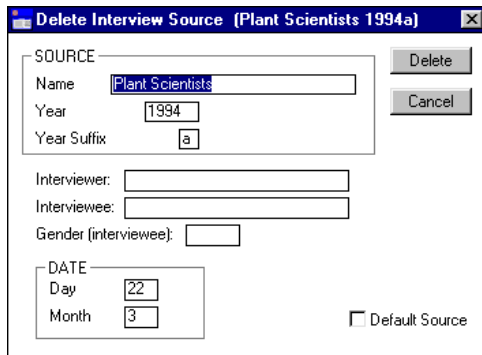 Delete Interview Source (Plant Scientists 1994a)
SOURCE
Name Plant Scientists
Year 1994
Year Suffix a
Delete
Cancel
Interviewer:
Interviewee:
Gender (interviewee):
DATE
Day 22
Month 3
Default Source